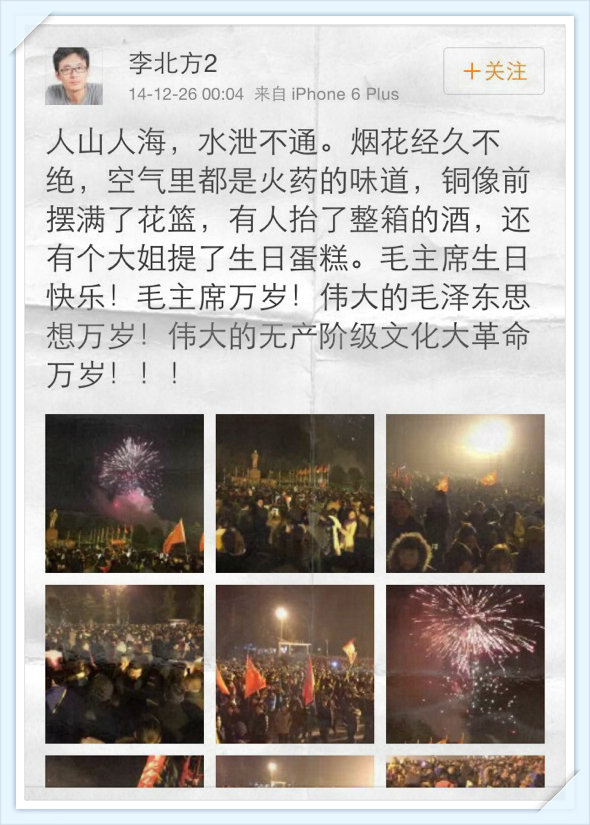 李北方2
14-12-26 00:04 来自 iPhone 6 Plus
＋关注
人山人海，水泄不通。烟花经久不
绝，空气里都是火药的味道，铜像前
摆满了花篮，有人抬了整箱的酒，还
有个大姐提了生日蛋糕。毛主席生日
快乐！毛主席万岁！伟大的毛泽东思
想万岁！伟大的无产阶级文化大革命
万岁！！！